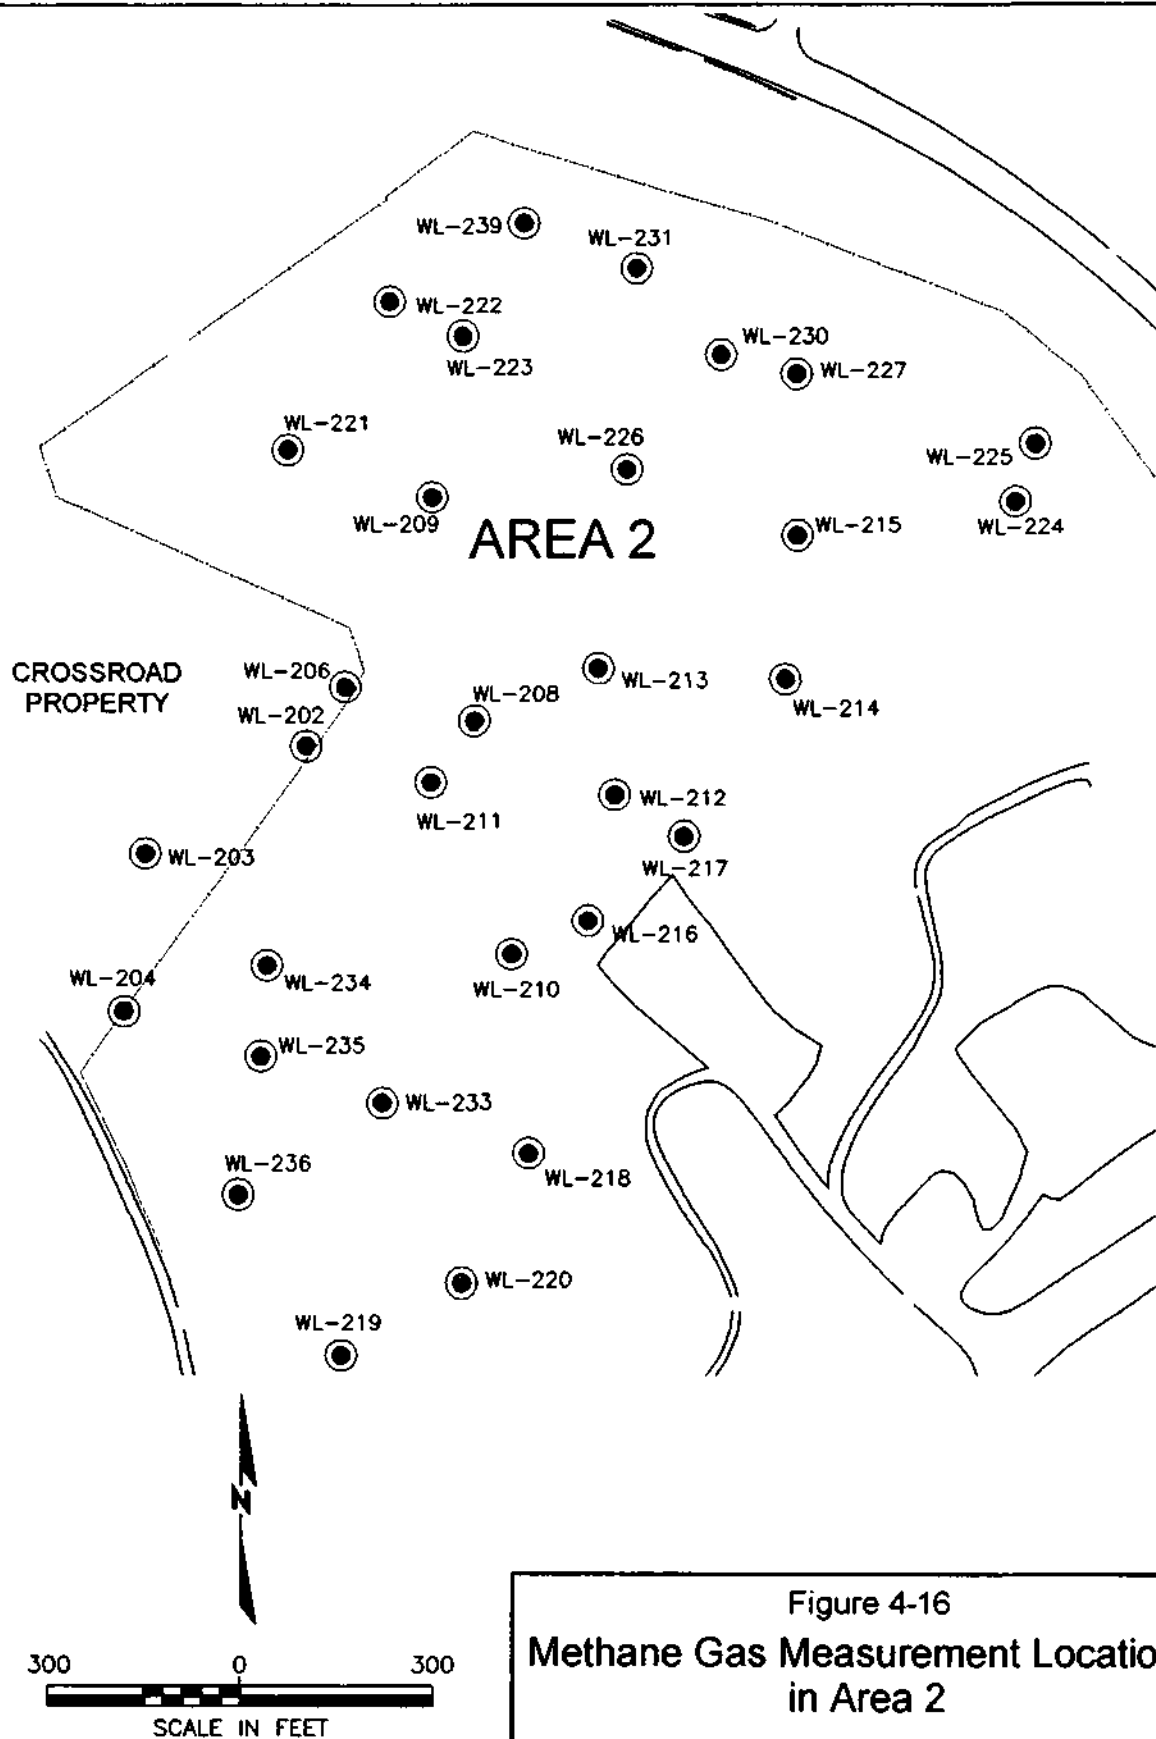 WL-239
WL-231
WL-222
WL-230
WL-223
WL-227
WL-221
WL-226
WL-225
WL-209
WL-215
WL-224
AREA 2
CROSSROAD
PROPERTY
WL-206
WL-213
WL-208
WL-214
WL-202
WL-212
WL-211
WL-203
WL-217
WL-216
WL-204
WL-234
WL-210
WL-235
WL-233
WL-236
WL-218
WL-220
WL-219
N
300 0 300
SCALE IN FEET
Figure 4-16
Methane Gas Measurement Locatio
in Area 2